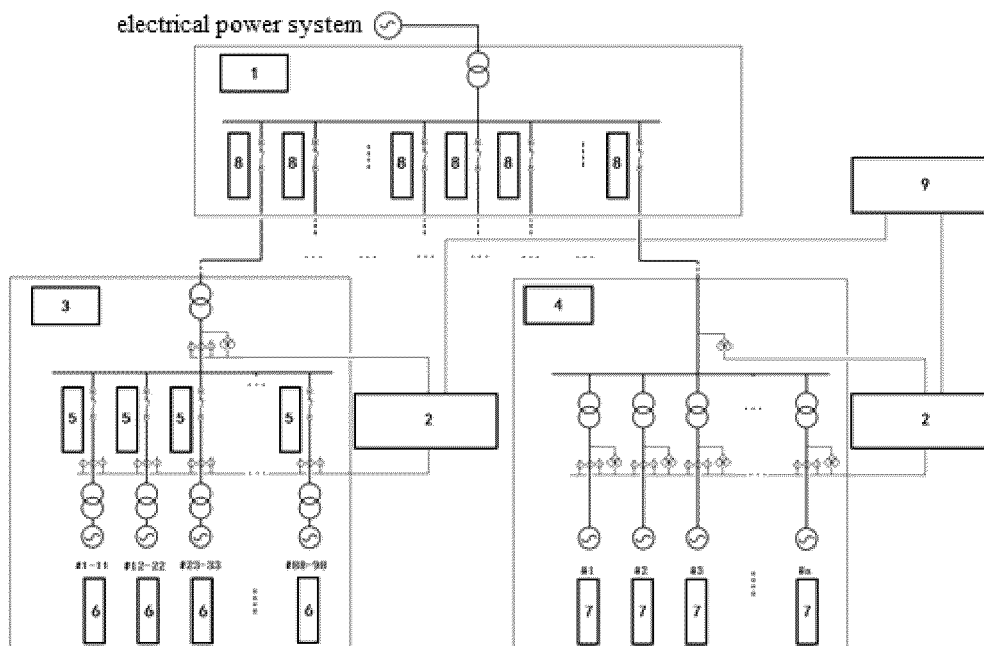 electrical power system
1
8 8 8 8 8 8
9
3
4
5 5 5 5
2
2
#1-11 #12-22 #23-33 #88-98
#1 #2 #3 #n
6 6 6 6
7 7 7 7